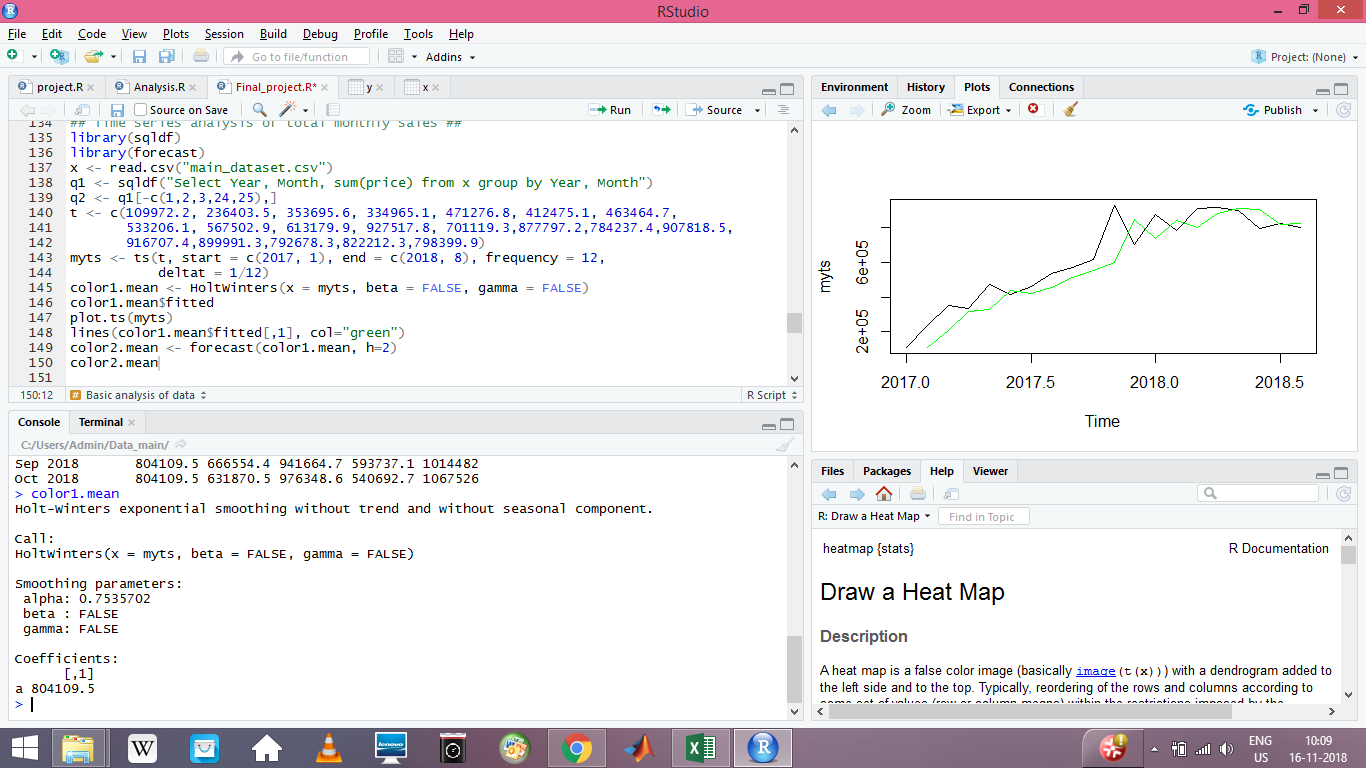 RStudio
File Edit Code View Plots Session Build Debug Profile Tools Help
Go to file/function Addins Project: (None)
project.R Analysis.R Final_project.R* y x
Source on Save Run Source
134 ## Time series analysis of total monthly sales ##
135 library(sqldf)
136 library(forecast)
137 x <- read.csv("main_dataset.csv")
138 q1 <- sqldf("Select Year, Month, sum(price) from x group by Year, Month")
139 q2 <- q1[-c(1,2,3,24,25),]
140 t <- c(109972.2, 236403.5, 353695.6, 334965.1, 471276.8, 412475.1, 463464.7,
141 533206.1, 567502.9, 613179.9, 927517.8, 701119.3,877797.2,784237.4,907818.5,
142 916707.4,899991.3,792678.3,822212.3,798399.9)
143 myts <- ts(t, start = c(2017, 1), end = c(2018, 8), frequency = 12,
144 deltat = 1/12)
145 color1.mean <- HoltWinters(x = myts, beta = FALSE, gamma = FALSE)
146 color1.mean$fitted
147 plot.ts(myts)
148 lines(color1.mean$fitted[,1], col="green")
149 color2.mean <- forecast(color1.mean, h=2)
150 color2.mean
151
150:12 # Basic analysis of data R Script
Console Terminal
C:/Users/Admin/Data_main/
Sep 2018 804109.5 666554.4 941664.7 593737.1 1014482
Oct 2018 804109.5 631870.5 976348.6 540692.7 1067526
> color1.mean
Holt-Winters exponential smoothing without trend and without seasonal component.
Call:
HoltWinters(x = myts, beta = FALSE, gamma = FALSE)
Smoothing parameters:
alpha: 0.7535702
beta : FALSE
gamma: FALSE
Coefficients:
[,1]
a 804109.5
>
Environment History Plots Connections
Zoom Export Publish
myts
6e+05
2e+05
2017.0 2017.5 2018.0 2018.5
Time
Files Packages Help Viewer
R: Draw a Heat Map Find in Topic
heatmap {stats} R Documentation
Draw a Heat Map
Description
A heat map is a false color image (basically image(t(x))) with a dendrogram added to
the left side and to the top. Typically, reordering of the rows and columns according to
some set of values (row or column means) within the restrictions imposed by the
W lenovo R
ENG 10:09
US 16-11-2018